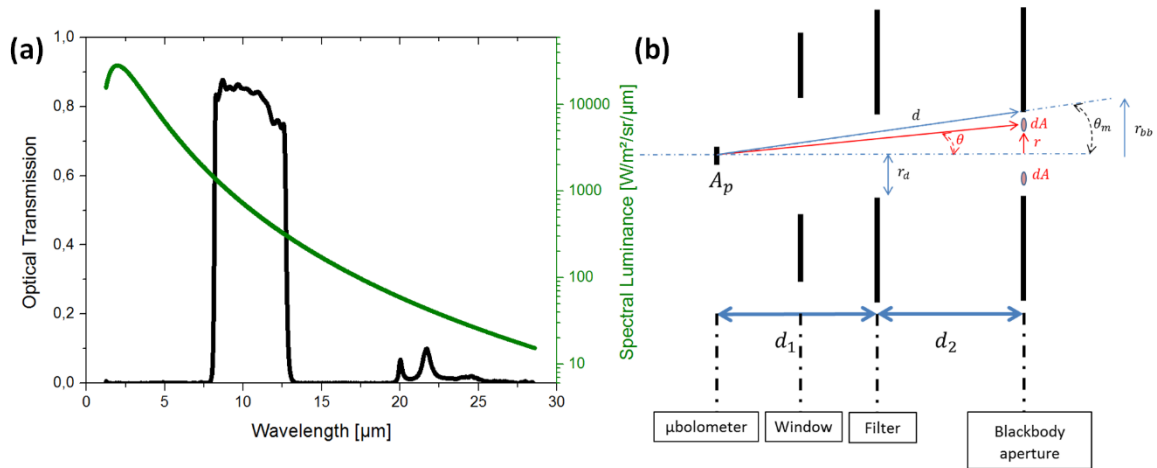 (a)
1,0
0,8
0,6
0,4
0,2
0,0
Optical Transmission
0
5
10
15
20
25
30
Wavelength [µm]
10000
1000
100
10
Spectral Luminance [W/m²/sr/µm]
(b)
d
dA
θ
r
θm
rbb
Ap
rd
dA
d1
d2
µbolometer
Window
Filter
Blackbody
aperture